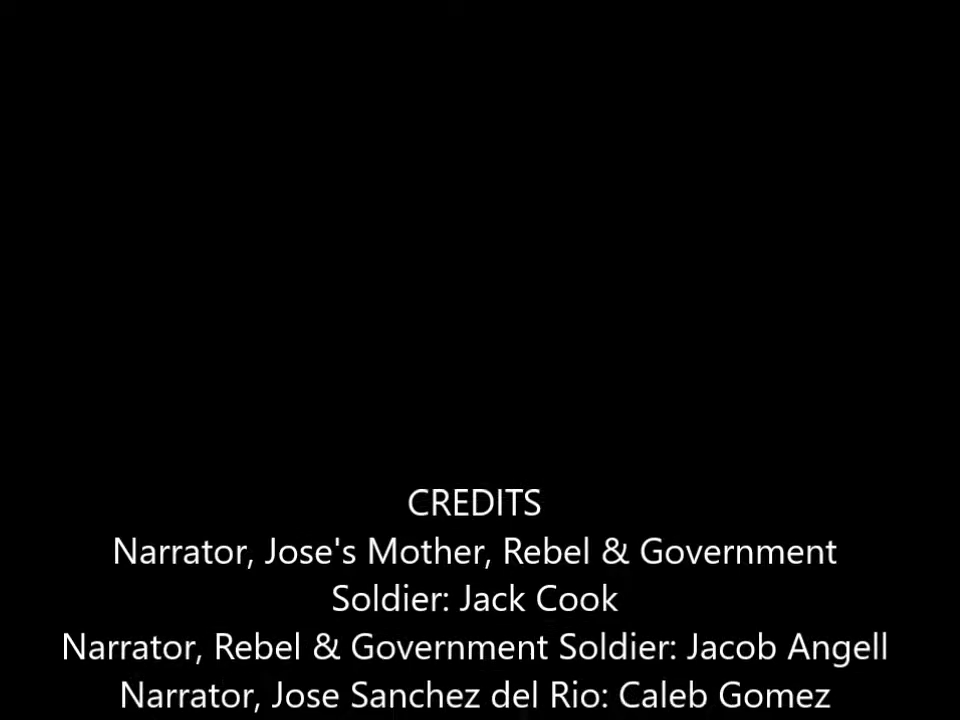 CREDITS
Narrator, Jose's Mother, Rebel & Government
Soldier: Jack Cook
Narrator, Rebel & Government Soldier: Jacob Angell
Narrator, Jose Sanchez del Rio: Caleb Gomez